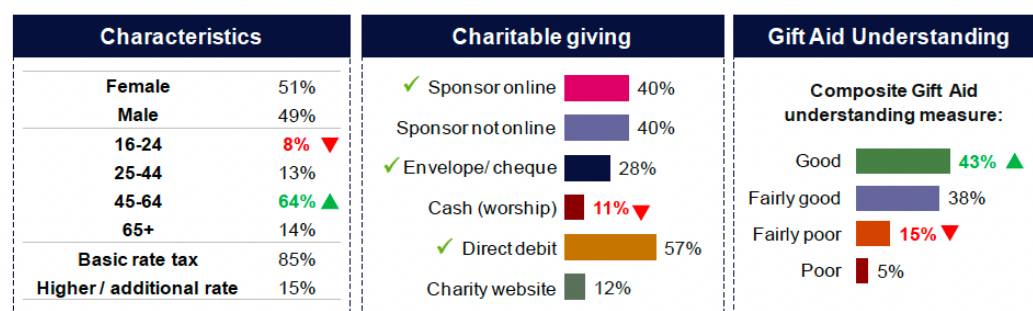 Characteristics
Female 51%
Male 49%
16-24 8%
25-44 13%
45-64 64%
65+ 14%
Basic rate tax 85%
Higher / additional rate 15%
Charitable giving
Sponsor online 40%
Sponsor not online 40%
Envelope/ cheque 28%
Cash (worship) 11%
Direct debit 57%
Charity website 12%
Gift Aid Understanding
Composite Gift Aid
understanding measure:
Good 43%
Fairly good 38%
Fairly poor 15%
Poor 5%